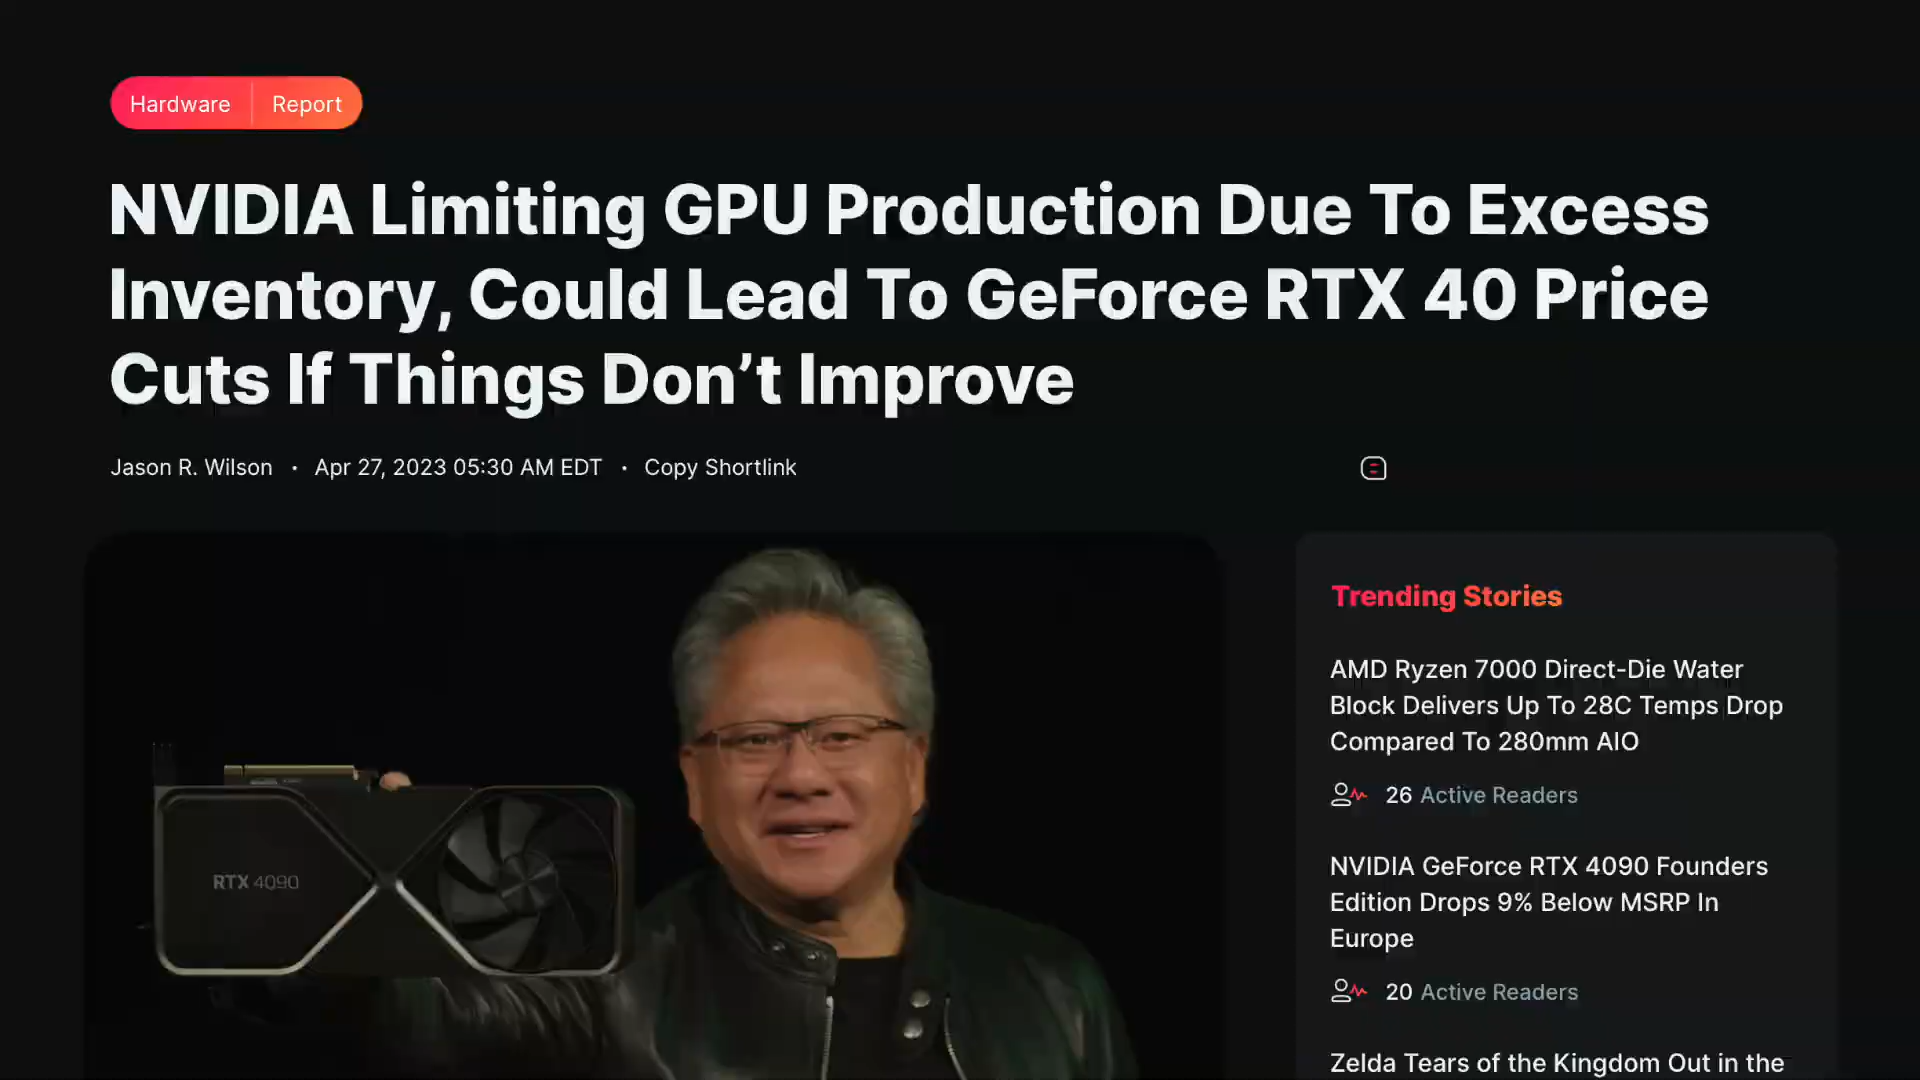 Hardware Report
NVIDIA Limiting GPU Production Due To Excess
Inventory, Could Lead To GeForce RTX 40 Price
Cuts If Things Don’t Improve
Jason R. Wilson • Apr 27, 2023 05:30 AM EDT • Copy Shortlink
RTX 4090
Trending Stories
AMD Ryzen 7000 Direct-Die Water
Block Delivers Up To 28C Temps Drop
Compared To 280mm AIO
26 Active Readers
NVIDIA GeForce RTX 4090 Founders
Edition Drops 9% Below MSRP In
Europe
20 Active Readers
Zelda Tears of the Kingdom Out in the